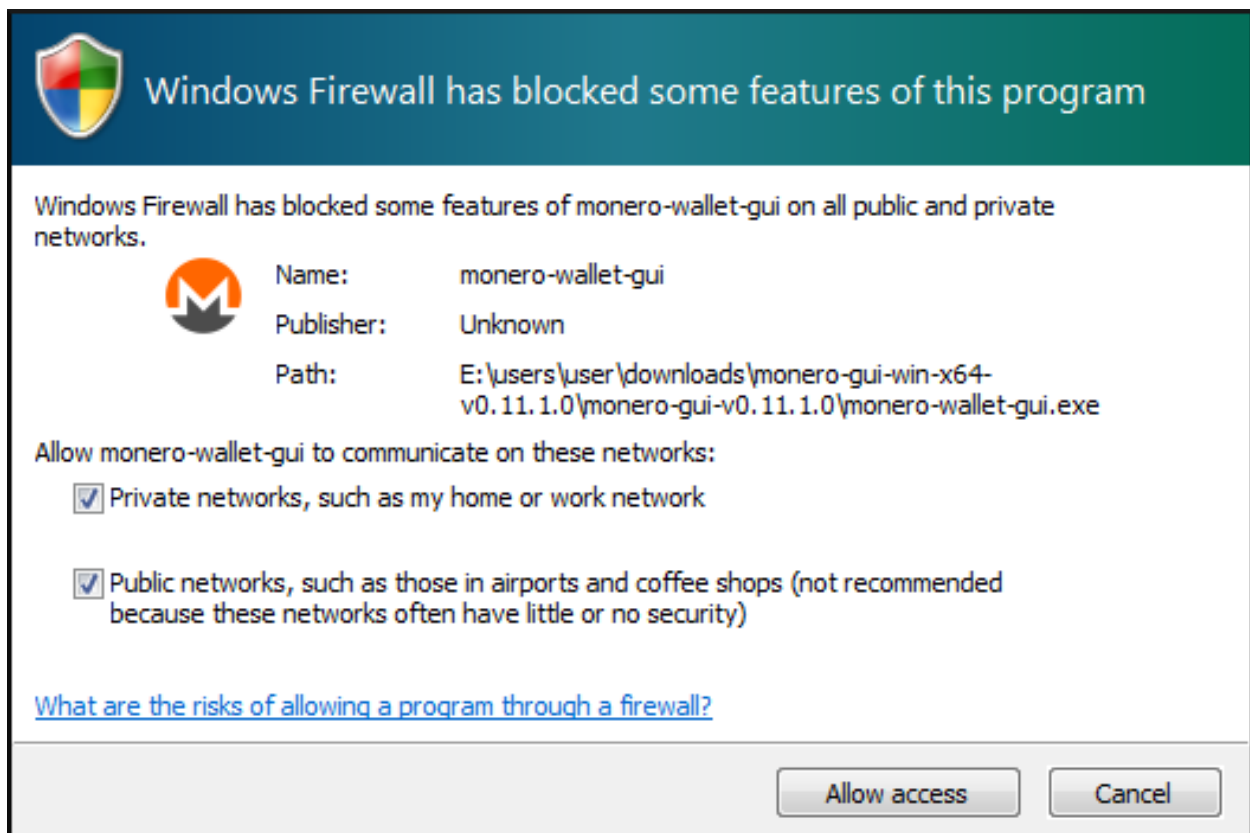 Windows Firewall has blocked some features of this program
Windows Firewall has blocked some features of monero-wallet-gui on all public and private
networks.
Name: monero-wallet-gui
Publisher: Unknown
Path: E:\users\user\downloads\monero-gui-win-x64-
v0.11.1.0\monero-gui-v0.11.1.0\monero-wallet-gui.exe
Allow monero-wallet-gui to communicate on these networks:
Private networks, such as my home or work network
Public networks, such as those in airports and coffee shops (not recommended
because these networks often have little or no security)
What are the risks of allowing a program through a firewall?
Allow access Cancel